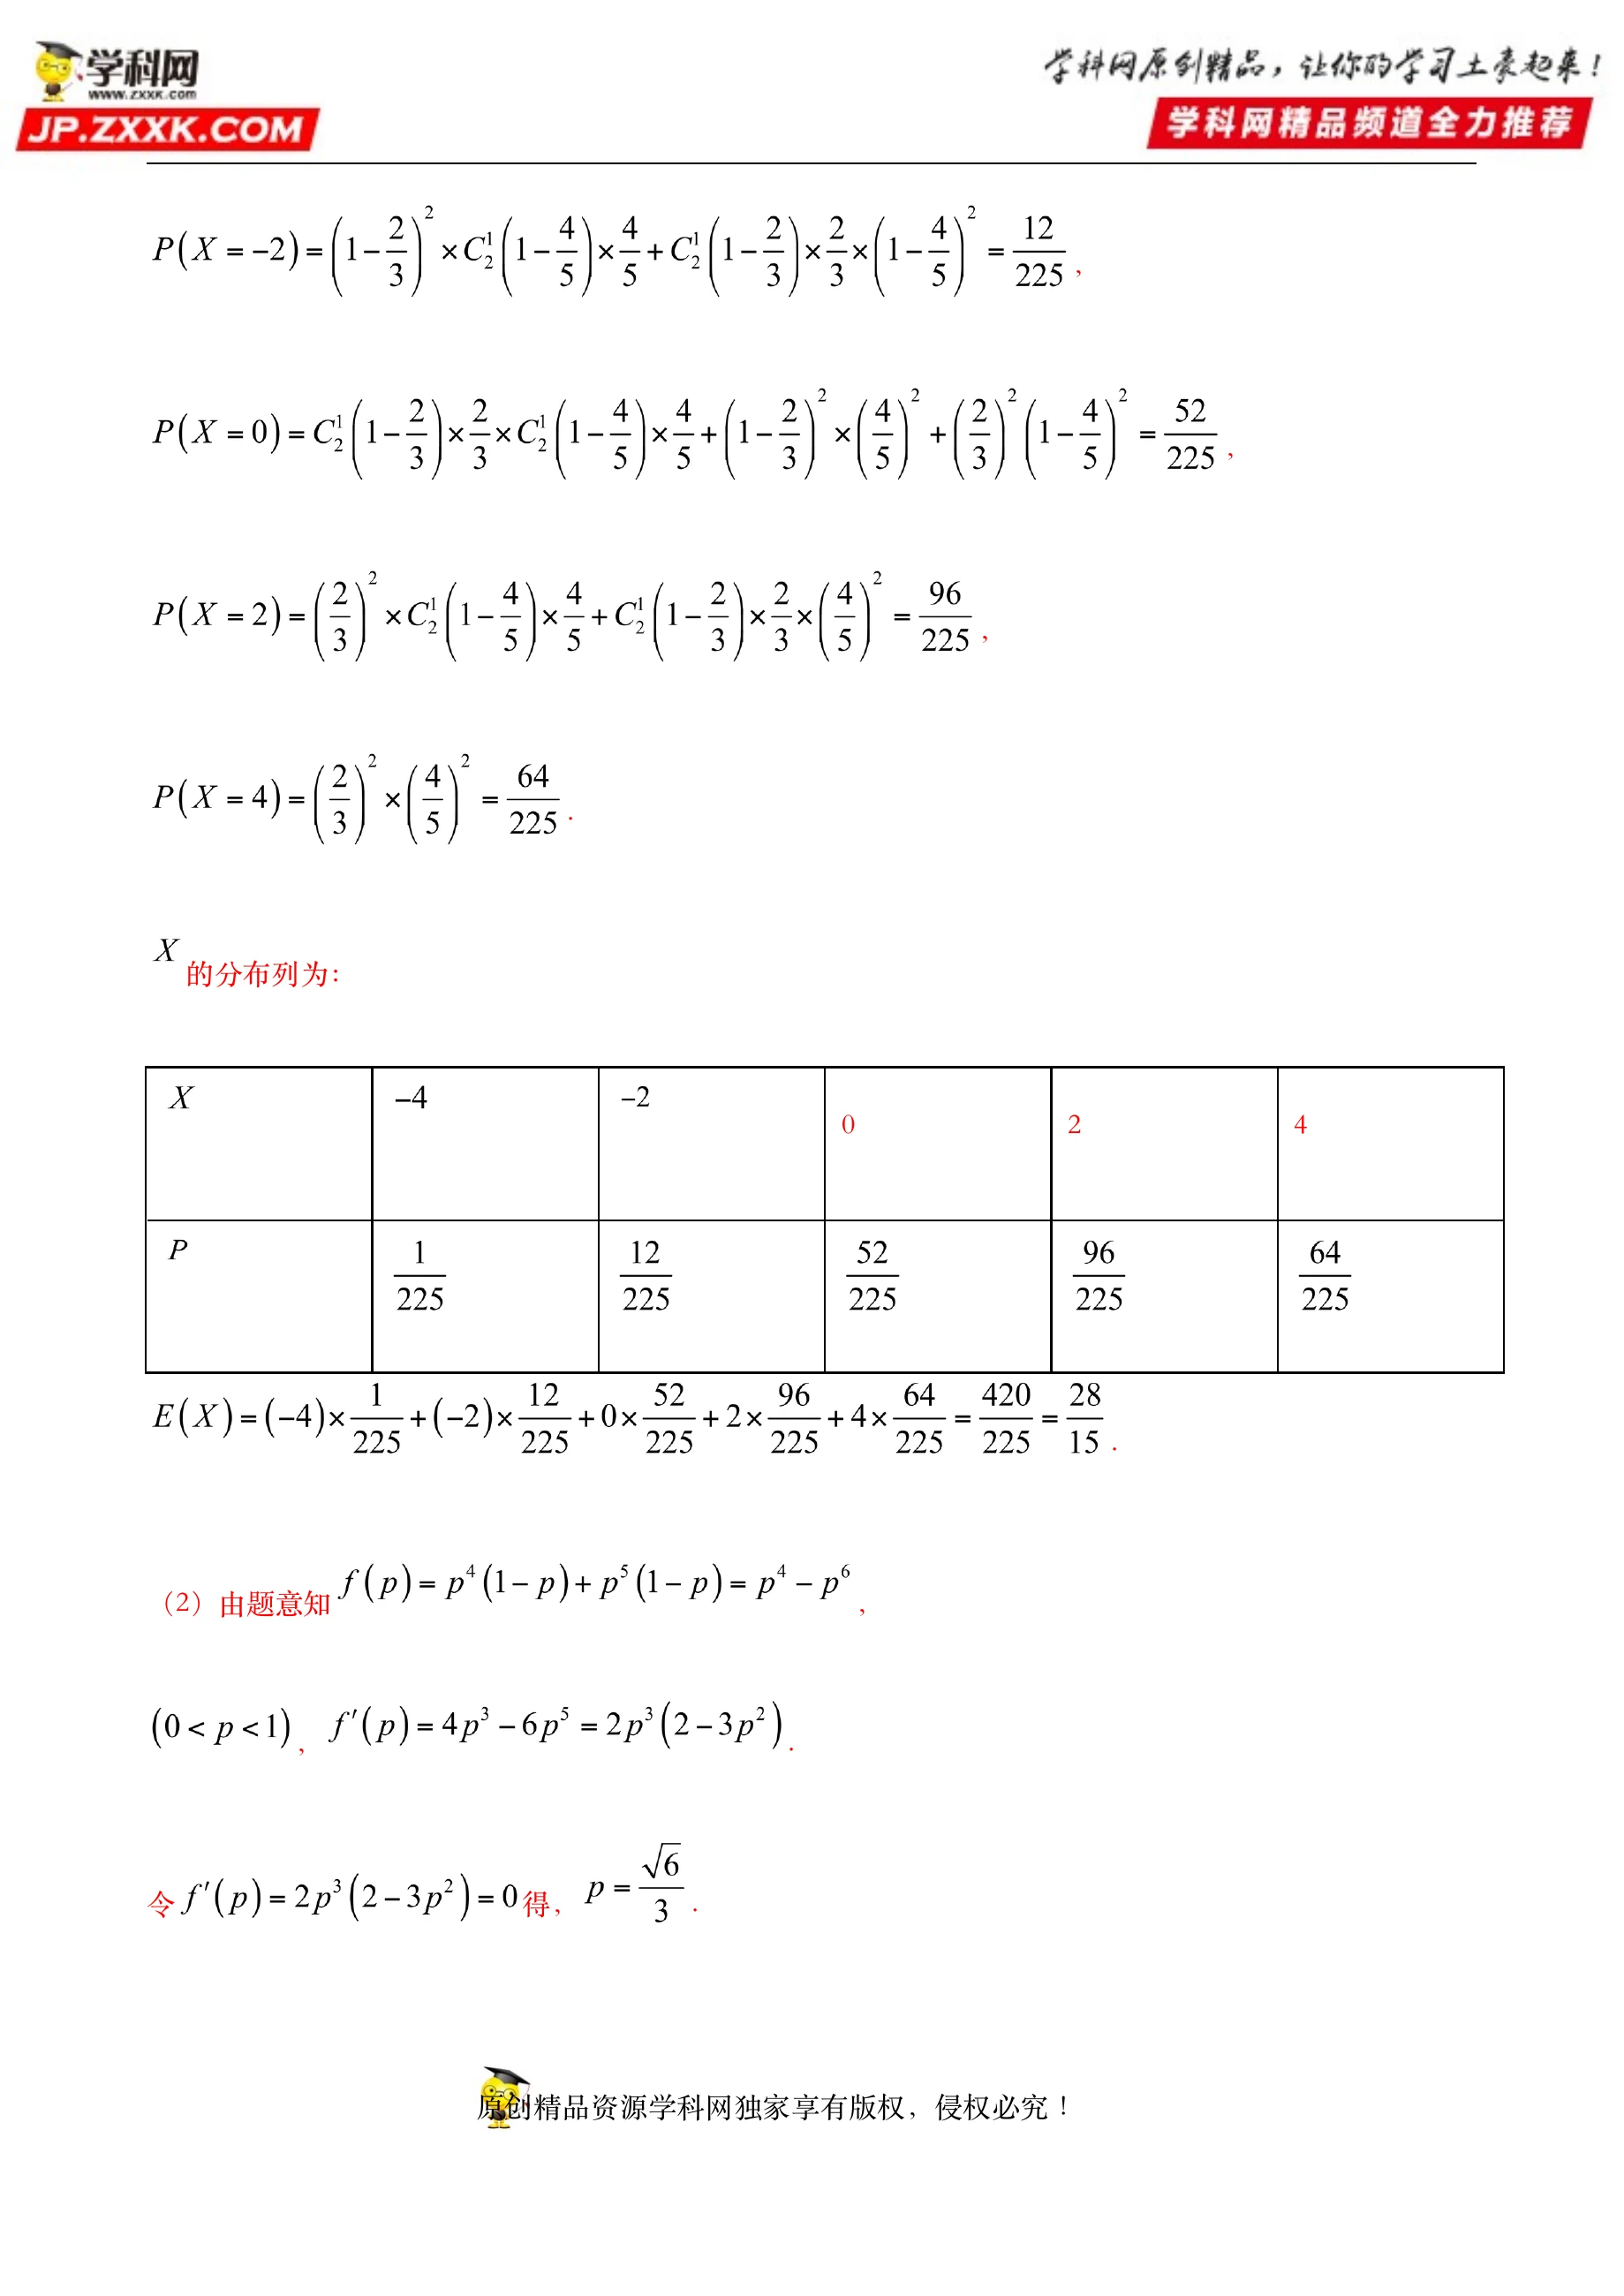 学科网 学科网原创精品，让你的学习土豪起来！
www.zxxk.com
JP.ZXXK.COM 学科网精品频道全力推荐
P(X=-2)=(1-2/3)^2×C_2^1(1-4/5)×4/5+C_2^1(1-2/3)×2/3×(1-4/5)^2=12/225，
P(X=0)=C_2^1(1-2/3)×2/3×C_2^1(1-4/5)×4/5+(1-2/3)^2×(4/5)^2+(2/3)^2(1-4/5)^2=52/225，
P(X=2)=(2/3)^2×C_2^1(1-4/5)×4/5+C_2^1(1-2/3)×2/3×(4/5)^2=96/225，
P(X=4)=(2/3)^2×(4/5)^2=64/225．
X的分布列为：
X -4 -2 0 2 4
P 1/225 12/225 52/225 96/225 64/225
E(X)=(-4)×1/225+(-2)×12/225+0×52/225+2×96/225+4×64/225=420/225=28/15．
（2）由题意知f(p)=p^4(1-p)+p^5(1-p)=p^4-p^6，
(0<p<1)，f′(p)=4p^3-6p^5=2p^3(2-3p^2)．
令f′(p)=2p^3(2-3p^2)=0得，p=√6/3．
原创精品资源学科网独家享有版权，侵权必究！